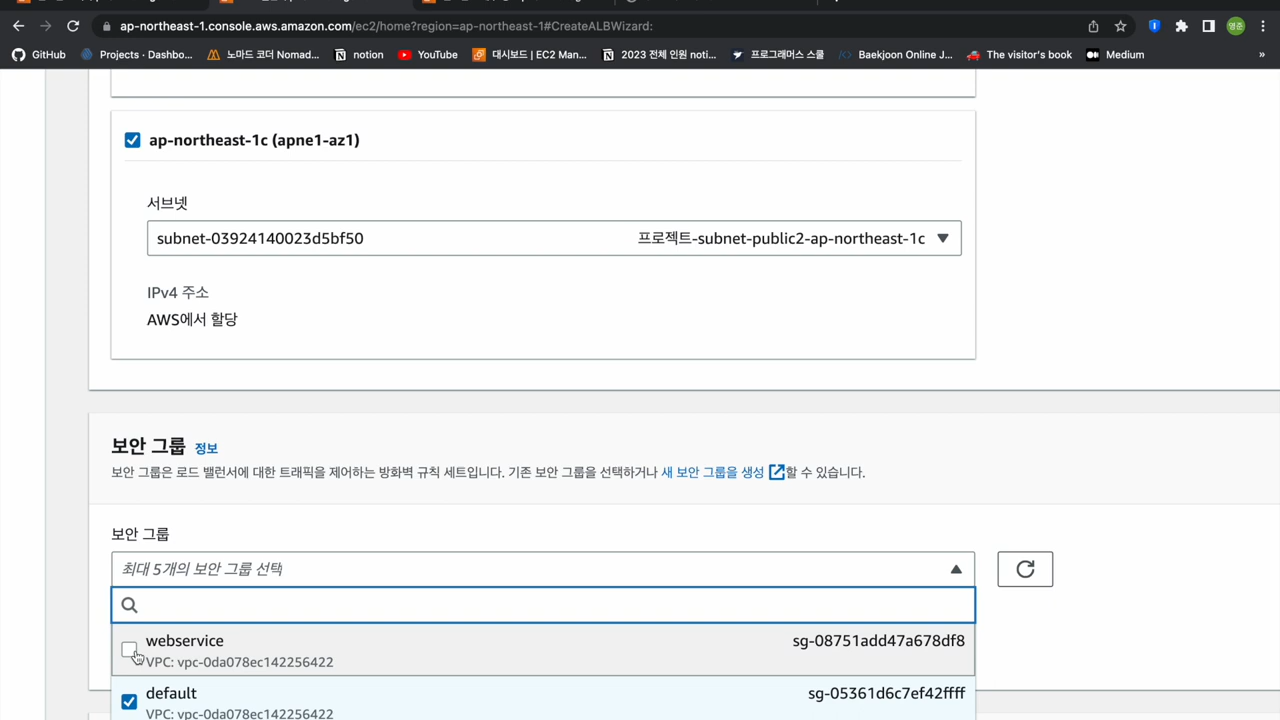 ap-northeast-1.console.aws.amazon.com/ec2/home?region=ap-northeast-1#CreateALBWizard:
영준
GitHub
Projects · Dashbo...
노마드 코더 Nomad...
notion
YouTube
대시보드 | EC2 Man...
2023 전체 인원 noti...
프로그래머스 스쿨
Baekjoon Online J...
The visitor's book
Medium
»
ap-northeast-1c (apne1-az1)
서브넷
subnet-03924140023d5bf50 프로젝트-subnet-public2-ap-northeast-1c
IPv4 주소
AWS에서 할당
보안 그룹 정보
보안 그룹은 로드 밸런서에 대한 트래픽을 제어하는 방화벽 규칙 세트입니다. 기존 보안 그룹을 선택하거나 새 보안 그룹을 생성 할 수 있습니다.
보안 그룹
최대 5개의 보안 그룹 선택
webservice sg-08751add47a678df8
VPC: vpc-0da078ec142256422
default sg-05361d6c7ef42ffff
VPC: vpc-0da078ec142256422